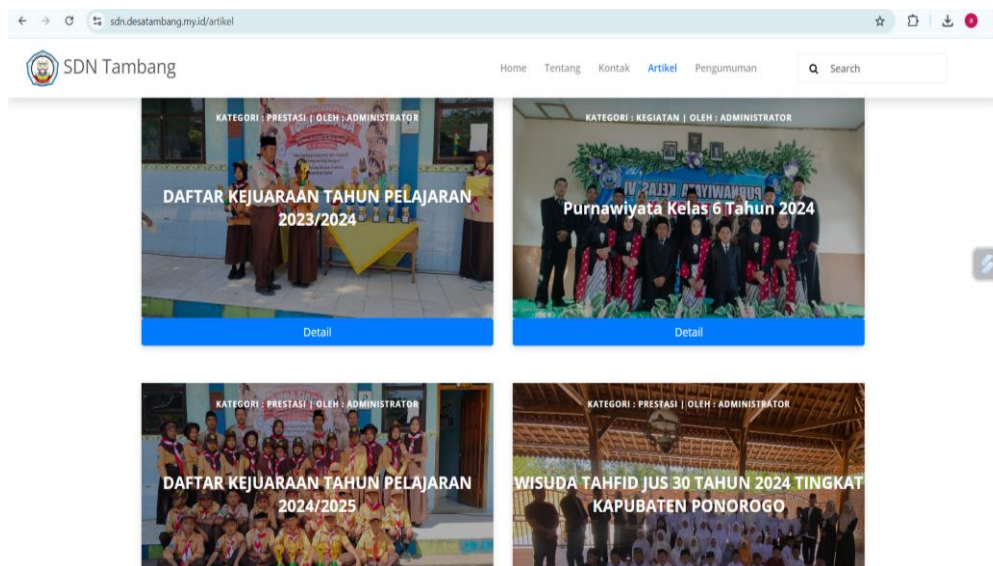 sdn.desatambang.my.id/artikel
SDN Tambang
Home Tentang Kontak Artikel Pengumuman Search
KATEGORI : PRESTASI | OLEH : ADMINISTRATOR
DAFTAR KEJUARAAN TAHUN PELAJARAN
2023/2024
Detail
KATEGORI : KEGIATAN | OLEH : ADMINISTRATOR
PURNAWIYATA KELAS VI
Purnawiyata Kelas 6 Tahun 2024
Detail
KATEGORI : PRESTASI | OLEH : ADMINISTRATOR
DAFTAR KEJUARAAN TAHUN PELAJARAN
2024/2025
KATEGORI : PRESTASI | OLEH : ADMINISTRATOR
WISUDA TAHFID JUS 30 TAHUN 2024 TINGKAT
KAPUBATEN PONOROGO